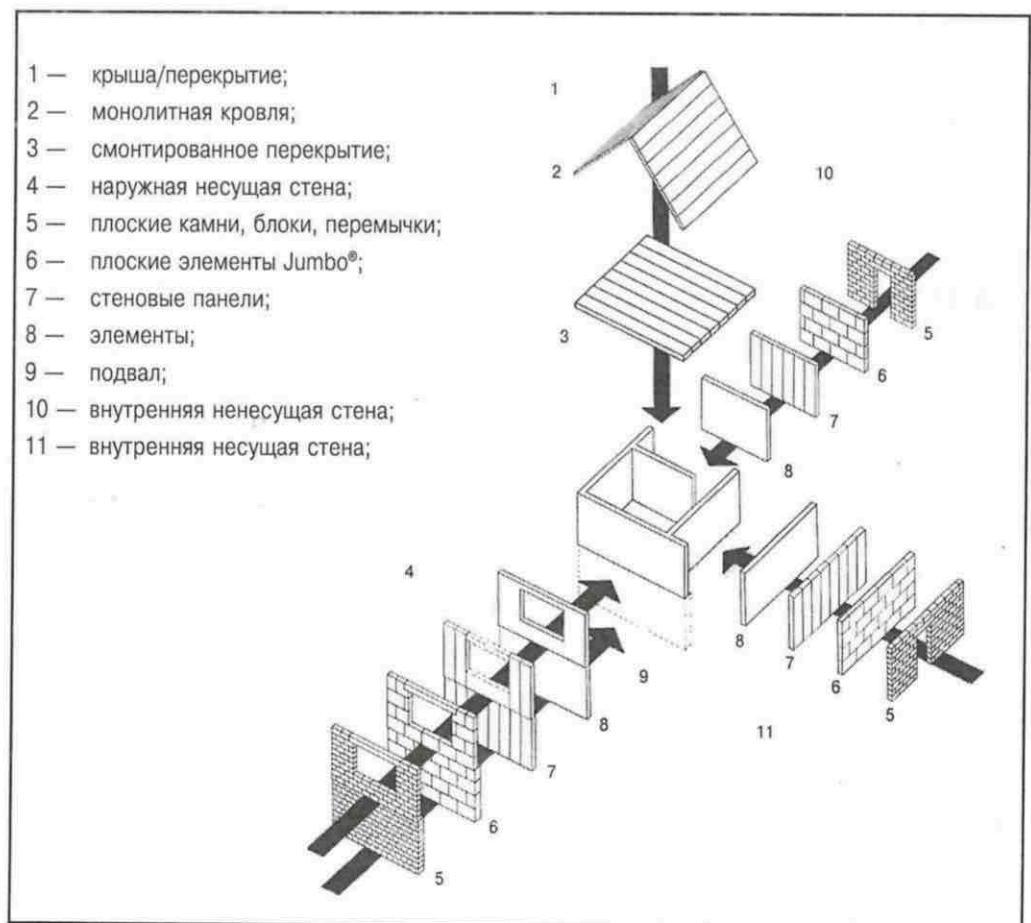 1 — крыша/перекрытие;
2 — монолитная кровля;
3 — смонтированное перекрытие;
4 — наружная несущая стена;
5 — плоские камни, блоки, перемычки;
6 — плоские элементы Jumbo®;
7 — стеновые панели;
8 — элементы;
9 — подвал;
10 — внутренняя ненесущая стена;
11 — внутренняя несущая стена;
1
2
10
3
5
6
7
8
4
8
7
6
5
9
8
11
7
6
5